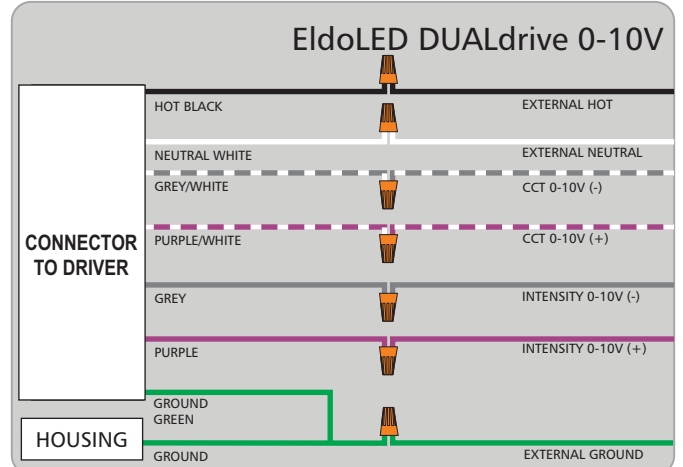 EldoLED DUALdrive 0-10V
HOT BLACK
EXTERNAL HOT
NEUTRAL WHITE
EXTERNAL NEUTRAL
GREY/WHITE
CCT 0-10V (-)
PURPLE/WHITE
CCT 0-10V (+)
CONNECTOR
TO DRIVER
GREY
INTENSITY 0-10V (-)
PURPLE
INTENSITY 0-10V (+)
GROUND
GREEN
HOUSING
GROUND
EXTERNAL GROUND